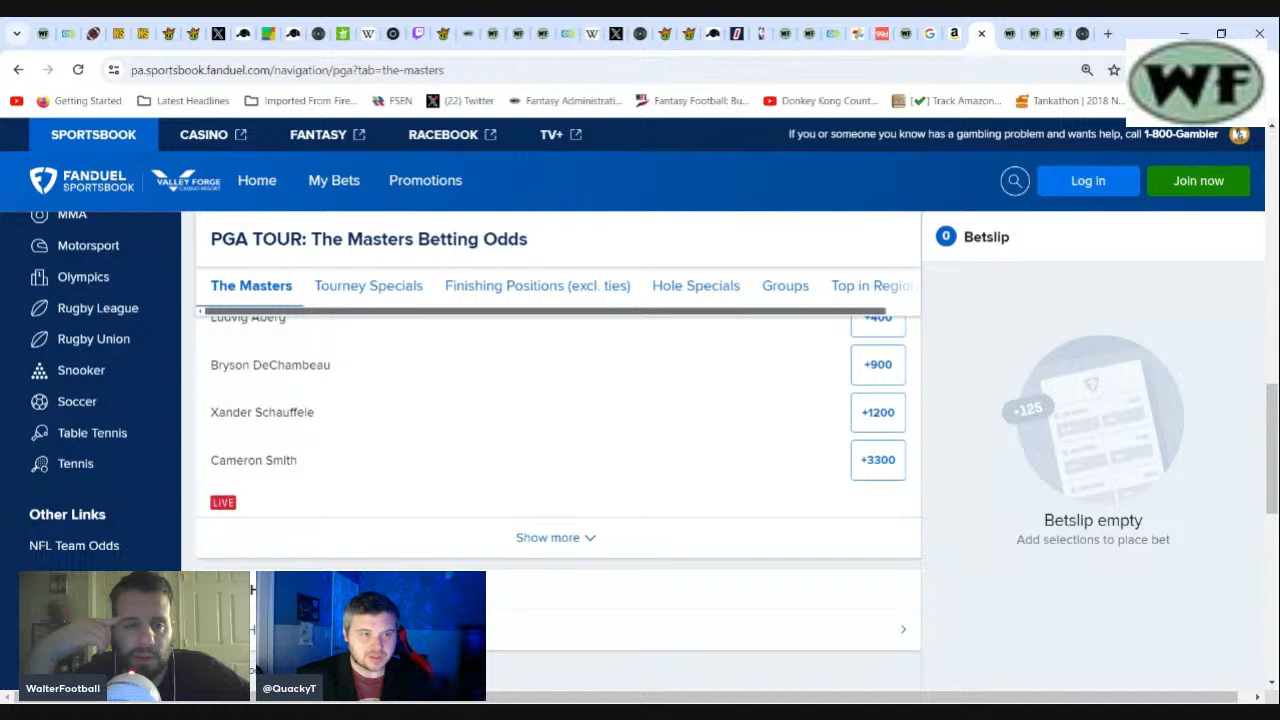 pa.sportsbook.fanduel.com/navigation/pga?tab=the-masters
Getting Started Latest Headlines Imported From Fire... FSEN (22) Twitter Fantasy Administrati... Fantasy Football: Bu... Donkey Kong Count... Track Amazon... Tankathon | 2018 N...
WF
SPORTSBOOK CASINO FANTASY RACEBOOK TV+ If you or someone you know has a gambling problem and wants help, call 1-800-Gambler
FANDUEL SPORTSBOOK VALLEY FORGE CASINO RESORT Home My Bets Promotions Log in Join now
MMA
Motorsport
Olympics
Rugby League
Rugby Union
Snooker
Soccer
Table Tennis
Tennis
Other Links
NFL Team Odds
PGA TOUR: The Masters Betting Odds
The Masters Tourney Specials Finishing Positions (excl. ties) Hole Specials Groups Top in Regio
Ludvig Aberg +400
Bryson DeChambeau +900
Xander Schauffele +1200
Cameron Smith +3300
LIVE
Show more
0 Betslip
+125
Betslip empty
Add selections to place bet
WalterFootball
@QuackyT